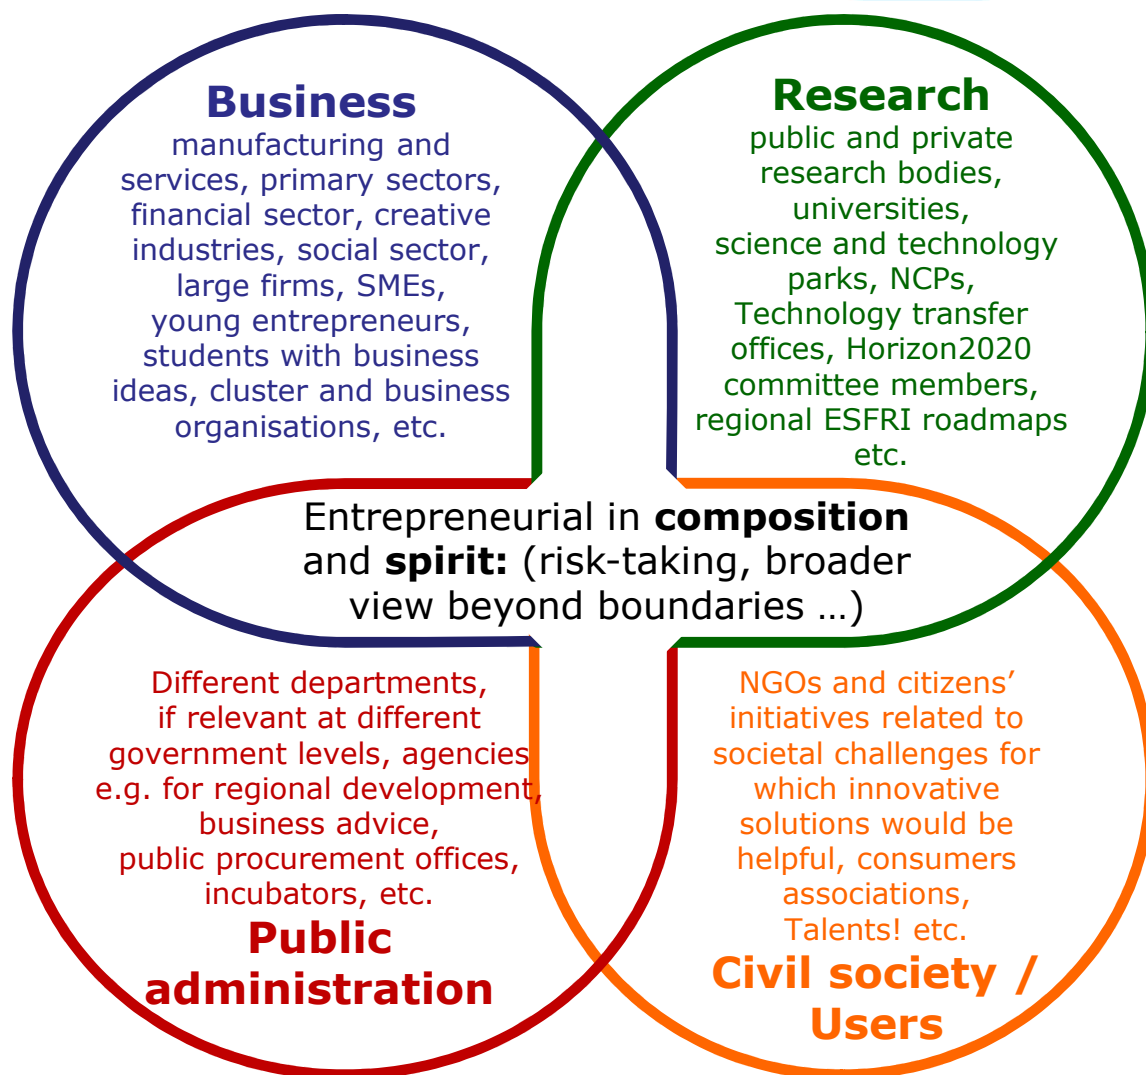 Business
manufacturing and
services, primary sectors,
financial sector, creative
industries, social sector,
large firms, SMEs,
young entrepreneurs,
students with business
ideas, cluster and business
organisations, etc.
Research
public and private
research bodies,
universities,
science and technology
parks, NCPs,
Technology transfer
offices, Horizon2020
committee members,
regional ESFRI roadmaps
etc.
Entrepreneurial in composition
and spirit: (risk-taking, broader
view beyond boundaries …)
Different departments,
if relevant at different
government levels, agencies
e.g. for regional development,
business advice,
public procurement offices,
incubators, etc.
Public
administration
NGOs and citizens’
initiatives related to
societal challenges for
which innovative
solutions would be
helpful, consumers
associations,
Talents! etc.
Civil society /
Users